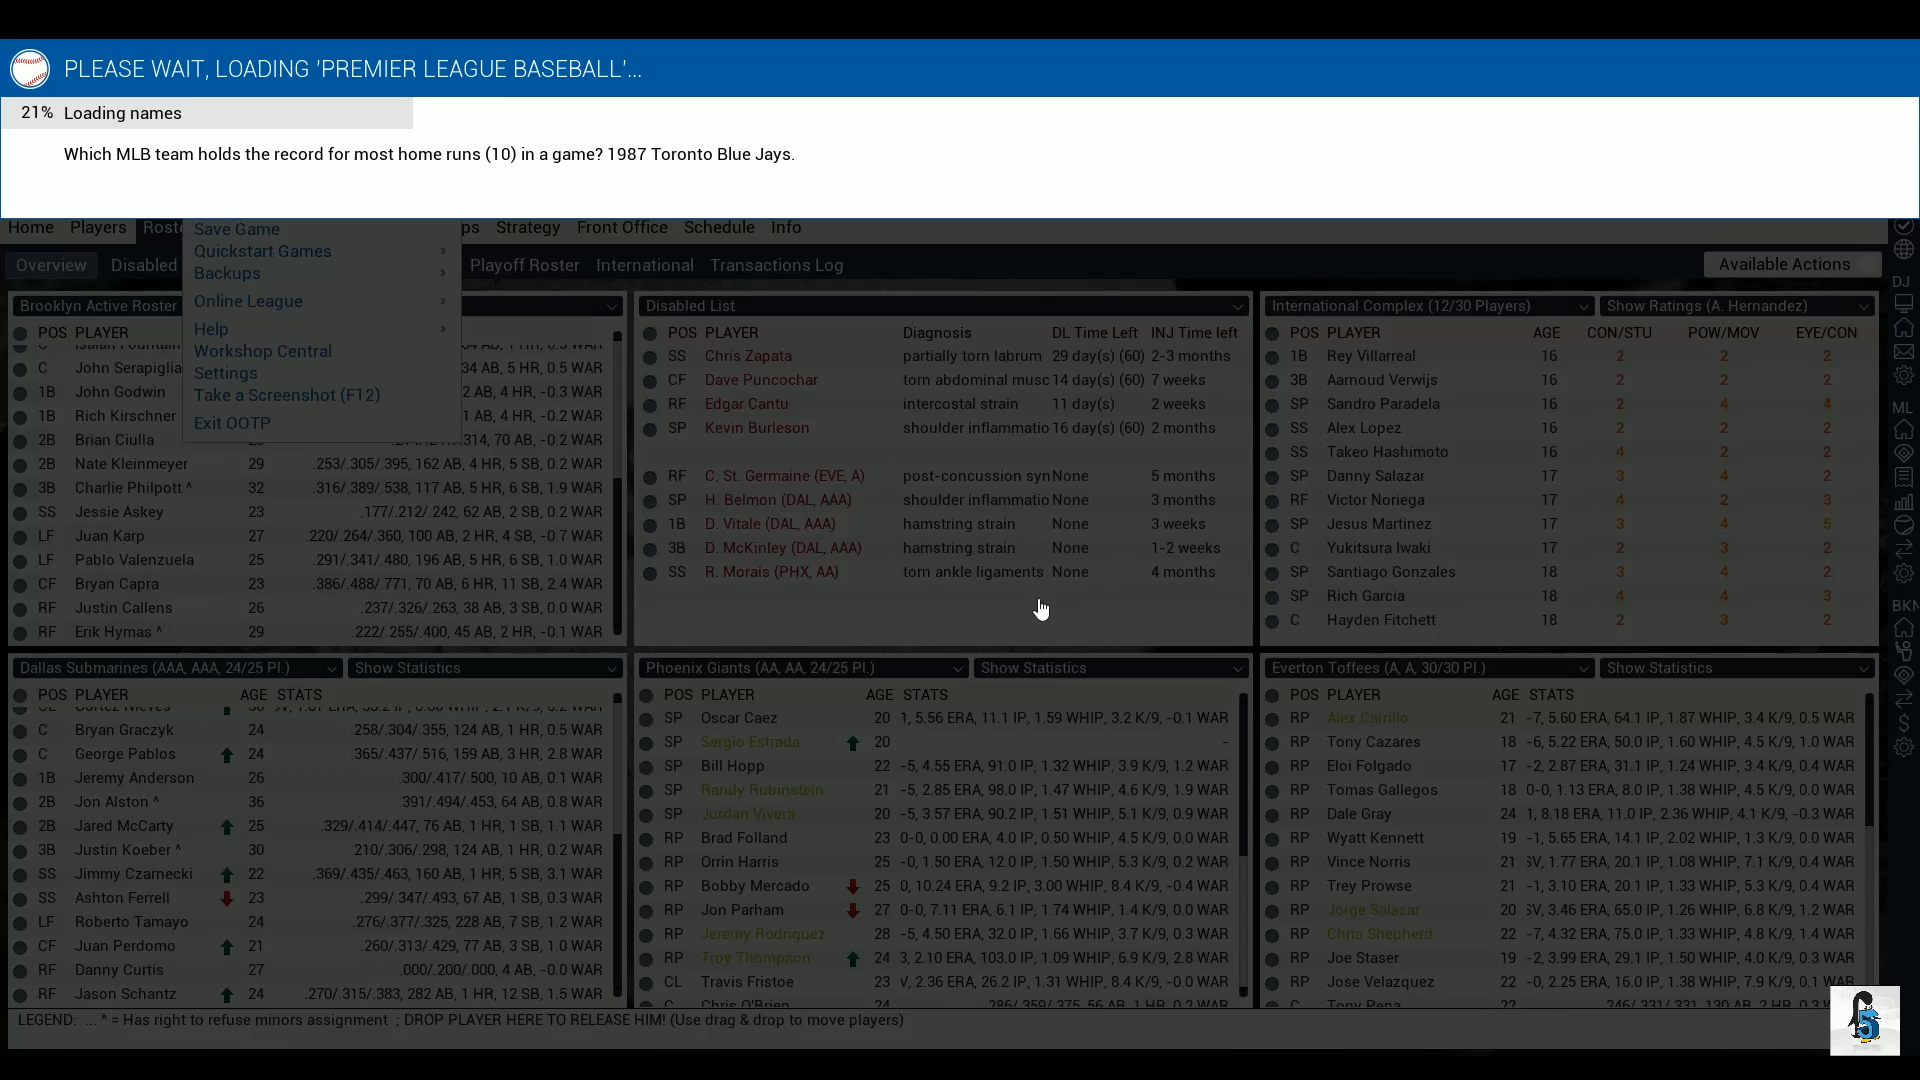 PLEASE WAIT, LOADING 'PREMIER LEAGUE BASEBALL'...
21% Loading names
Which MLB team holds the record for most home runs (10) in a game? 1987 Toronto Blue Jays.
Home Players Strategy Front Office Schedule Info
Save Game
Quickstart Games
Backups
Online League
Help
Workshop Central
Settings
Take a Screenshot (F12)
Exit OOTP
Overview Disabled Playoff Roster International Transactions Log Available Actions
DJ
ML
BKN
Brooklyn Active Roster
POS PLAYER
C John Serapiglia 34 AB, 5 HR, 0.5 WAR
1B John Godwin 2 AB, 4 HR, -0.3 WAR
1B Rich Kirschner 1 AB, 4 HR, -0.2 WAR
2B Brian Ciulla .314, 70 AB, -0.2 WAR
2B Nate Kleinmeyer 29 .253/.305/.395, 162 AB, 4 HR, 5 SB, 0.2 WAR
3B Charlie Philpott ^ 32 .316/.389/.538, 117 AB, 5 HR, 6 SB, 1.9 WAR
SS Jessie Askey 23 .177/.212/.242, 62 AB, 2 SB, 0.2 WAR
LF Juan Karp 27 .220/.264/.360, 100 AB, 2 HR, 4 SB, -0.7 WAR
LF Pablo Valenzuela 25 .291/.341/.480, 196 AB, 5 HR, 6 SB, 1.0 WAR
CF Bryan Capra 23 .386/.488/.771, 70 AB, 6 HR, 11 SB, 2.4 WAR
RF Justin Callens 26 .237/.326/.263, 38 AB, 3 SB, 0.0 WAR
RF Erik Hymas ^ 29 .222/.255/.400, 45 AB, 2 HR, -0.1 WAR
Disabled List
POS PLAYER Diagnosis DL Time Left INJ Time left
SS Chris Zapata partially torn labrum 29 day(s) (60) 2-3 months
CF Dave Puncochar torn abdominal musc 14 day(s) (60) 7 weeks
RF Edgar Cantu intercostal strain 11 day(s) 2 weeks
SP Kevin Burleson shoulder inflammatio 16 day(s) (60) 2 months
RF C. St. Germaine (EVE, A) post-concussion syn None 5 months
SP H. Belmon (DAL, AAA) shoulder inflammatio None 3 months
1B D. Vitale (DAL, AAA) hamstring strain None 3 weeks
3B D. McKinley (DAL, AAA) hamstring strain None 1-2 weeks
SS R. Morais (PHX, AA) torn ankle ligaments None 4 months
International Complex (12/30 Players) Show Ratings (A. Hernandez)
POS PLAYER AGE CON/STU POW/MOV EYE/CON
1B Rey Villarreal 16 2 2 2
3B Aarnoud Verwijs 16 2 2 2
SP Sandro Paradela 16 2 4 4
SS Alex Lopez 16 2 2 2
SS Takeo Hashimoto 16 4 2 2
SP Danny Salazar 17 3 4 2
RF Victor Noriega 17 4 2 3
SP Jesus Martinez 17 3 4 5
C Yukitsura Iwaki 17 2 3 2
SP Santiago Gonzales 18 3 4 2
SP Rich Garcia 18 4 4 3
C Hayden Fitchett 18 2 3 2
Dallas Submarines (AAA, AAA, 24/25 Pl.) Show Statistics
POS PLAYER AGE STATS
C Bryan Graczyk 24 .258/.304/.355, 124 AB, 1 HR, 0.5 WAR
C George Pablos 24 .365/.437/.516, 159 AB, 3 HR, 2.8 WAR
1B Jeremy Anderson 26 .300/.417/.500, 10 AB, 0.1 WAR
2B Jon Alston ^ 36 .391/.494/.453, 64 AB, 0.8 WAR
2B Jared McCarty 25 .329/.414/.447, 76 AB, 1 HR, 1 SB, 1.1 WAR
3B Justin Koeber ^ 30 .210/.306/.298, 124 AB, 1 HR, 0.2 WAR
SS Jimmy Czarnecki 22 .369/.435/.463, 160 AB, 1 HR, 5 SB, 3.1 WAR
SS Ashton Ferrell 23 .299/.347/.493, 67 AB, 1 SB, 0.3 WAR
LF Roberto Tamayo 24 .276/.377/.325, 228 AB, 7 SB, 1.2 WAR
CF Juan Perdomo 21 .260/.313/.429, 77 AB, 3 SB, 1.0 WAR
RF Danny Curtis 27 .000/.200/.000, 4 AB, -0.0 WAR
RF Jason Schantz 24 .270/.315/.383, 282 AB, 1 HR, 12 SB, 1.5 WAR
Phoenix Giants (AA, AA, 24/25 Pl.) Show Statistics
POS PLAYER AGE STATS
SP Oscar Caez 20 1, 5.56 ERA, 11.1 IP, 1.59 WHIP, 3.2 K/9, -0.1 WAR
SP Sergio Estrada 20 -
SP Bill Hopp 22 -5, 4.55 ERA, 91.0 IP, 1.32 WHIP, 3.9 K/9, 1.2 WAR
SP Randy Rubinstein 21 -5, 2.85 ERA, 98.0 IP, 1.47 WHIP, 4.6 K/9, 1.9 WAR
SP Jordan Vivera 20 -5, 3.57 ERA, 90.2 IP, 1.51 WHIP, 5.1 K/9, 0.9 WAR
RP Brad Folland 23 0-0, 0.00 ERA, 4.0 IP, 0.50 WHIP, 4.5 K/9, 0.0 WAR
RP Orrin Harris 25 -0, 1.50 ERA, 12.0 IP, 1.50 WHIP, 5.3 K/9, 0.2 WAR
RP Bobby Mercado 25 0, 10.24 ERA, 9.2 IP, 3.00 WHIP, 8.4 K/9, -0.4 WAR
RP Jon Parham 27 0-0, 7.11 ERA, 6.1 IP, 1.74 WHIP, 1.4 K/9, 0.0 WAR
RP Jeremy Rodriguez 28 -5, 4.50 ERA, 32.0 IP, 1.66 WHIP, 3.7 K/9, 0.3 WAR
RP Troy Thompson 24 3, 2.10 ERA, 103.0 IP, 1.09 WHIP, 6.9 K/9, 2.8 WAR
CL Travis Fristoe 23 V, 2.36 ERA, 26.2 IP, 1.31 WHIP, 8.4 K/9, -0.0 WAR
C Chris O'Brien 24 .286/.359/.375, 56 AB, 1 HR, 0.2 WAR
Everton Toffees (A, A, 30/30 Pl.) Show Statistics
POS PLAYER AGE STATS
RP Alex Carrillo 21 -7, 5.60 ERA, 64.1 IP, 1.87 WHIP, 3.4 K/9, 0.5 WAR
RP Tony Cazares 18 -6, 5.22 ERA, 50.0 IP, 1.60 WHIP, 4.5 K/9, 1.0 WAR
RP Eloi Folgado 17 -2, 2.87 ERA, 31.1 IP, 1.24 WHIP, 3.4 K/9, 0.4 WAR
RP Tomas Gallegos 18 0-0, 1.13 ERA, 8.0 IP, 1.38 WHIP, 4.5 K/9, 0.0 WAR
RP Dale Gray 24 1, 8.18 ERA, 11.0 IP, 2.36 WHIP, 4.1 K/9, -0.3 WAR
RP Wyatt Kennett 19 -1, 5.65 ERA, 14.1 IP, 2.02 WHIP, 1.3 K/9, 0.0 WAR
RP Vince Norris 21 SV, 1.77 ERA, 20.1 IP, 1.08 WHIP, 7.1 K/9, 0.4 WAR
RP Trey Prowse 21 -1, 3.10 ERA, 20.1 IP, 1.33 WHIP, 5.3 K/9, 0.4 WAR
RP Jorge Salazar 20 SV, 3.46 ERA, 65.0 IP, 1.26 WHIP, 6.8 K/9, 1.2 WAR
RP Chris Shepherd 22 -7, 4.32 ERA, 75.0 IP, 1.33 WHIP, 4.8 K/9, 1.4 WAR
RP Joe Staser 19 -2, 3.99 ERA, 29.1 IP, 1.50 WHIP, 4.0 K/9, 0.3 WAR
RP Jose Velazquez 22 -0, 2.25 ERA, 16.0 IP, 1.38 WHIP, 7.9 K/9, 0.1 WAR
C Tony Pena 22 .246/.331/.331, 130 AB, 2 HR, 0.3
LEGEND: ... ^ = Has right to refuse minors assignment ; DROP PLAYER HERE TO RELEASE HIM! (Use drag & drop to move players)